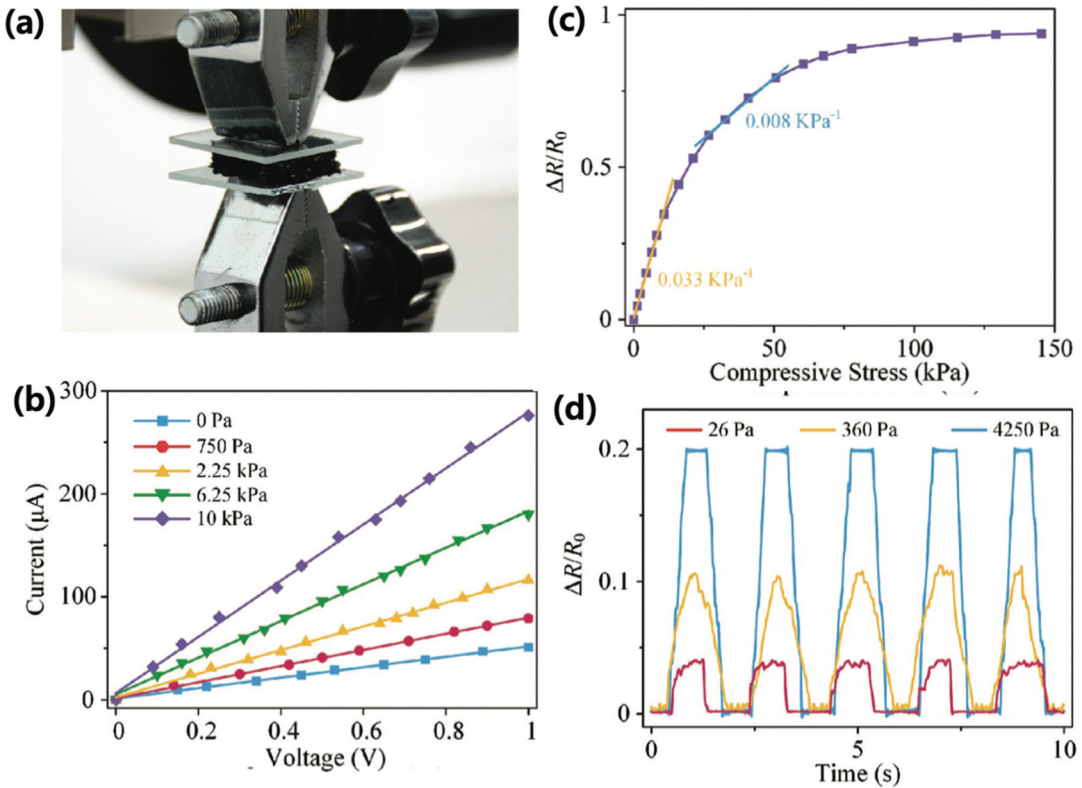 (a)
(b)
300
200
100
0
Current (μA)
0 Pa
750 Pa
2.25 kPa
6.25 kPa
10 kPa
0 0.2 0.4 0.6 0.8 1
Voltage (V)
(c)
1
0.5
0
ΔR/R0
0.008 KPa-1
0.033 KPa-1
0 50 100 150
Compressive Stress (kPa)
(d)
26 Pa 360 Pa 4250 Pa
0.2
0.1
0
ΔR/R0
0 5 10
Time (s)